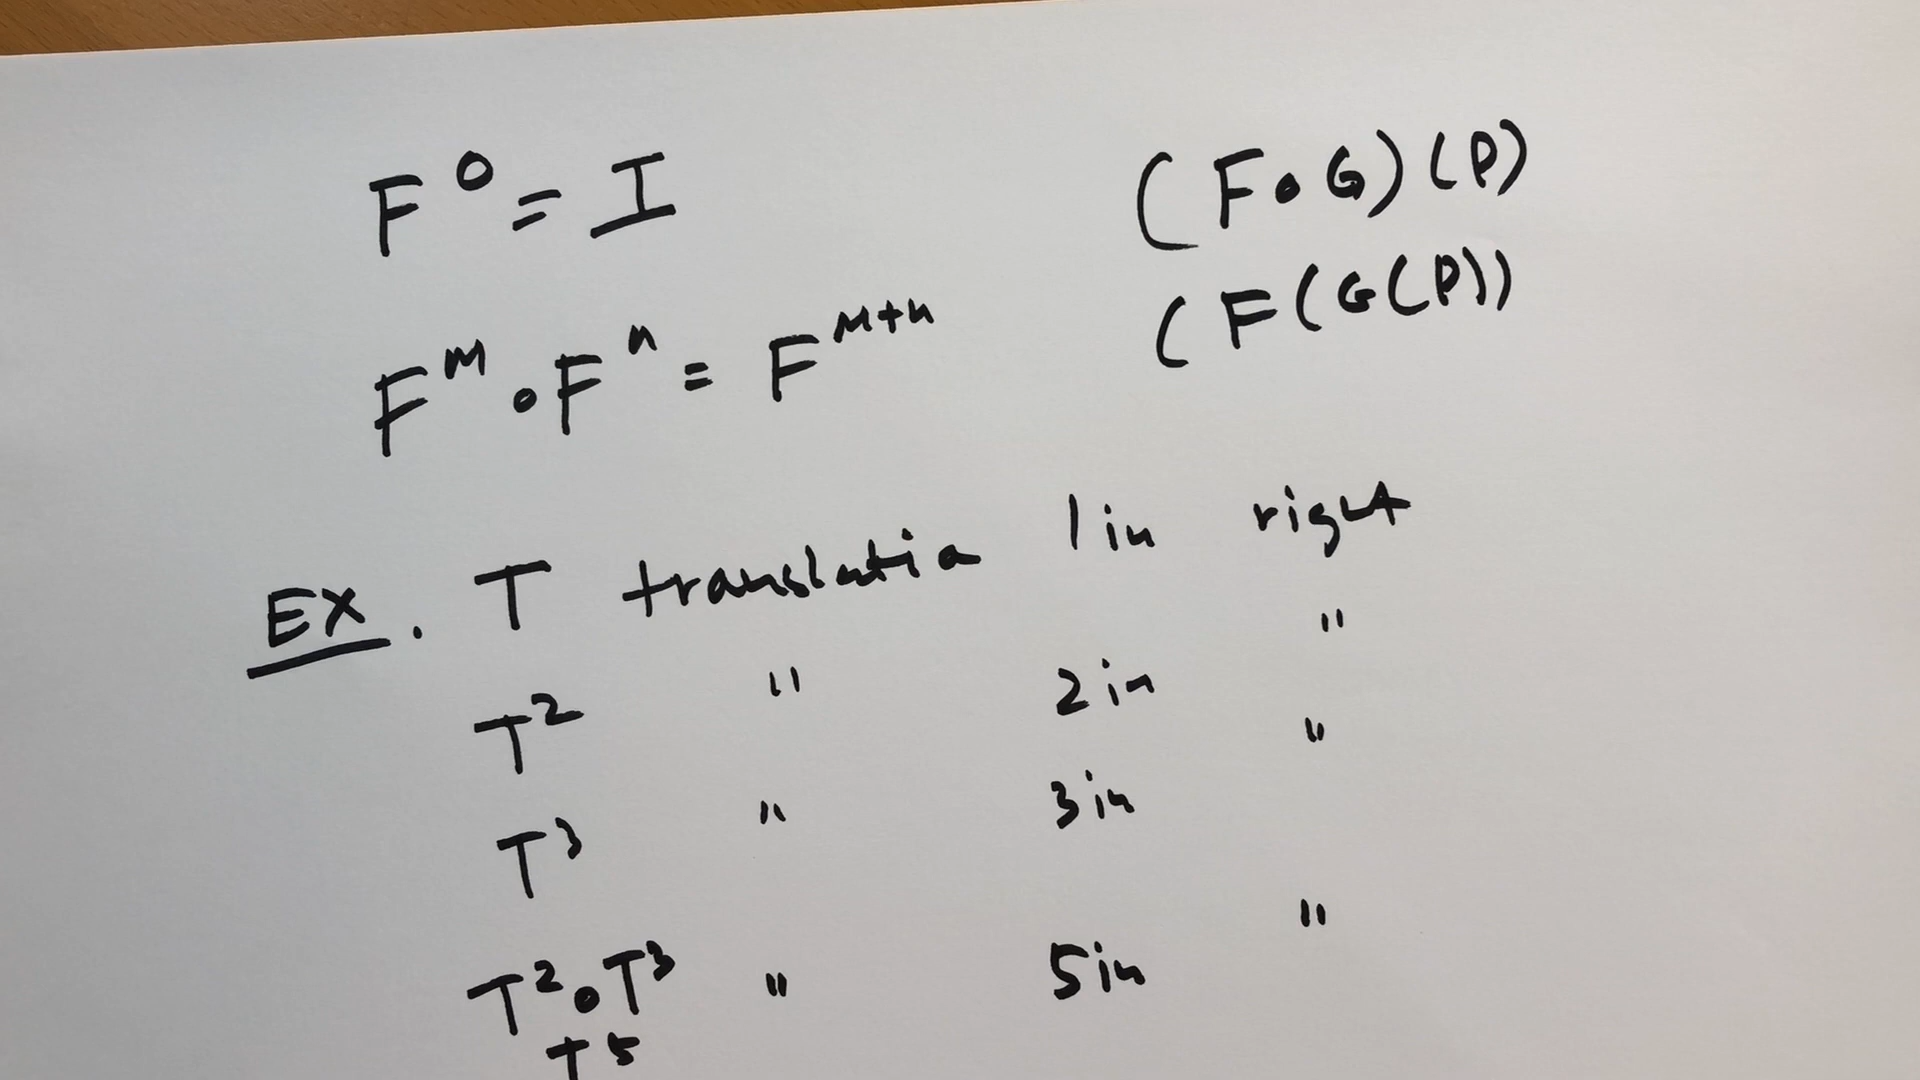 F⁰ = I
(F∘G)(P)
(F(G(P))
Fᵐ∘Fⁿ = Fᵐ⁺ⁿ
EX. T translatia 1in right
T² " 2in "
T³ " 3in "
T²∘T³ " 5in "
T⁵